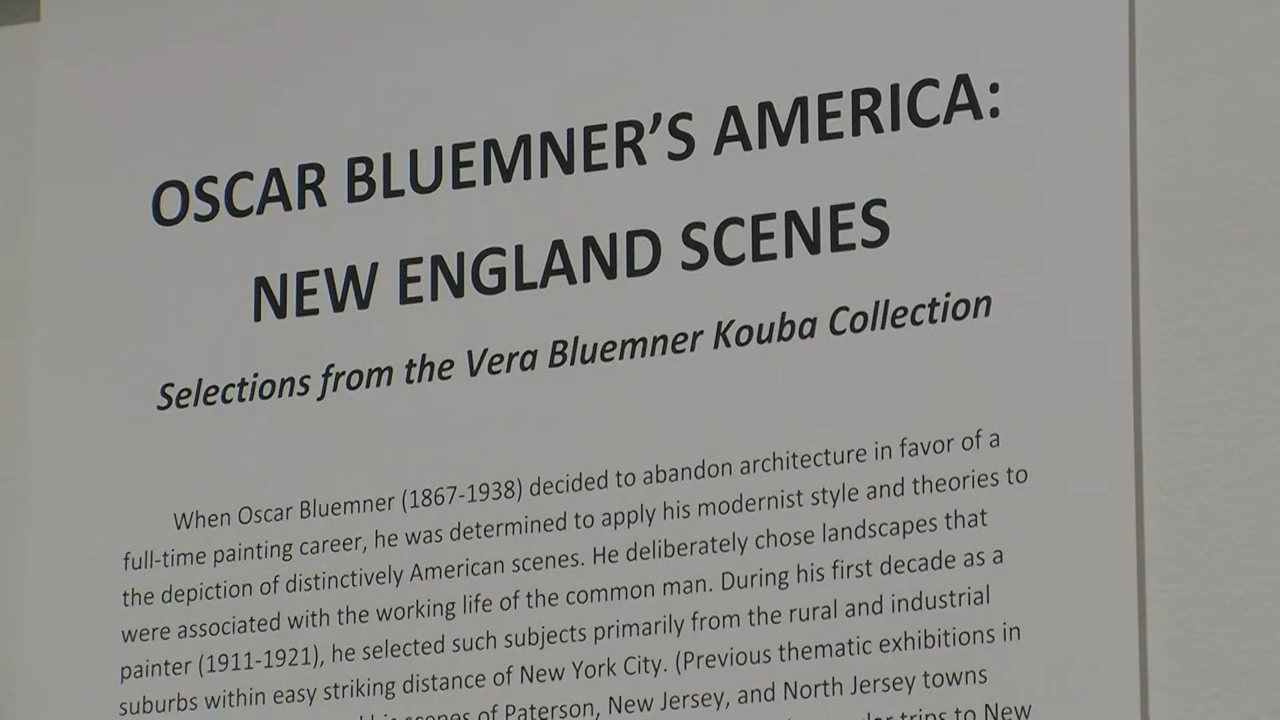 OSCAR BLUEMNER’S AMERICA:
NEW ENGLAND SCENES
Selections from the Vera Bluemner Kouba Collection
When Oscar Bluemner (1867-1938) decided to abandon architecture in favor of a
full-time painting career, he was determined to apply his modernist style and theories to
the depiction of distinctively American scenes. He deliberately chose landscapes that
were associated with the working life of the common man. During his first decade as a
painter (1911-1921), he selected such subjects primarily from the rural and industrial
suburbs within easy striking distance of New York City. (Previous thematic exhibitions in
scenes of Paterson, New Jersey, and North Jersey towns
trips to New